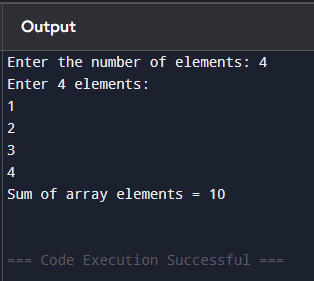 Output
Enter the number of elements: 4
Enter 4 elements:
1
2
3
4
Sum of array elements = 10
=== Code Execution Successful ===